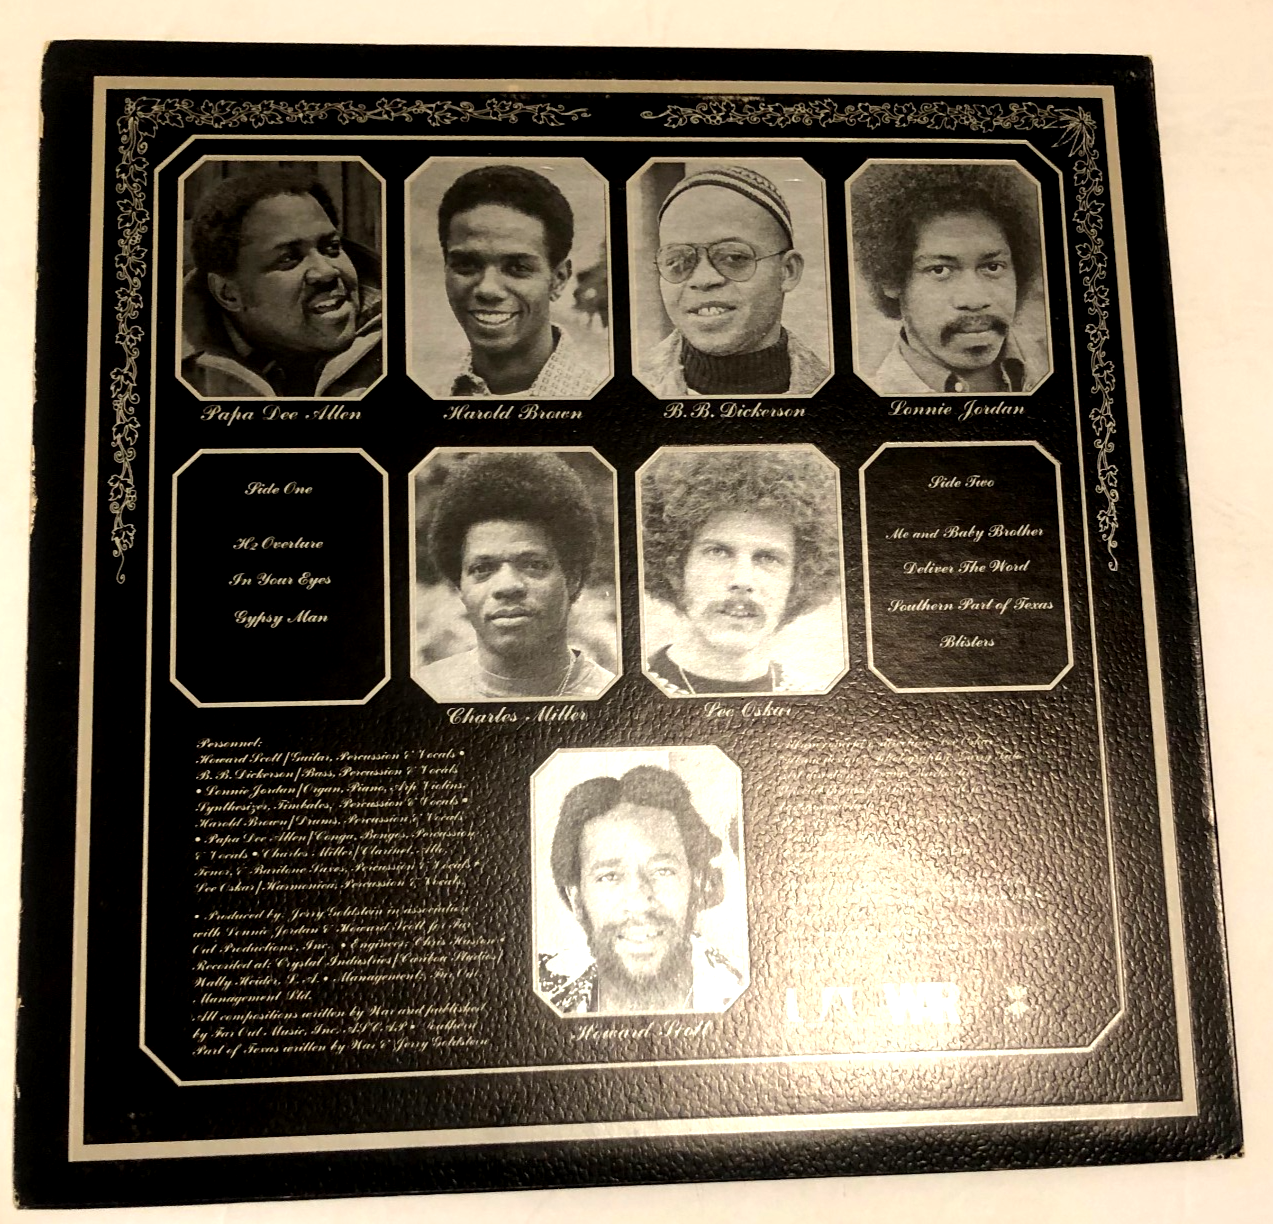 Papa Dee Allen
Harold Brown
B.B. Dickerson
Lonnie Jordan
Side One
H2 Overture
In Your Eyes
Gypsy Man
Charles Miller
Lee Oskar
Side Two
Me and Baby Brother
Deliver The Word
Southern Part of Texas
Blisters
Personnel:
Howard Scott/Guitar, Percussion & Vocals •
B.B. Dickerson/Bass, Percussion & Vocals
• Lonnie Jordan/Organ, Piano, Arp Violins,
Synthesizer, Timbales, Percussion & Vocals •
Harold Brown/Drums, Percussion & Vocals
• Papa Dee Allen/Conga, Bongos, Percussion
& Vocals • Charles Miller/Clarinet, Alto,
Tenor, & Baritone Saxes, Percussion & Vocals •
Lee Oskar/Harmonica, Percussion & Vocals.
• Produced by: Jerry Goldstein in association
with Lonnie Jordan & Howard Scott for Far
Out Productions, Inc. • Engineer: Chris Huston •
Recorded at: Crystal Industries/Caribou Studios/
Wally Heider, L.A. • Management: Far Out
Management Ltd.
All compositions written by War and published
by Far Out Music, Inc. ASCAP • Southern
Part of Texas written by War & Jerry Goldstein
Howard Scott